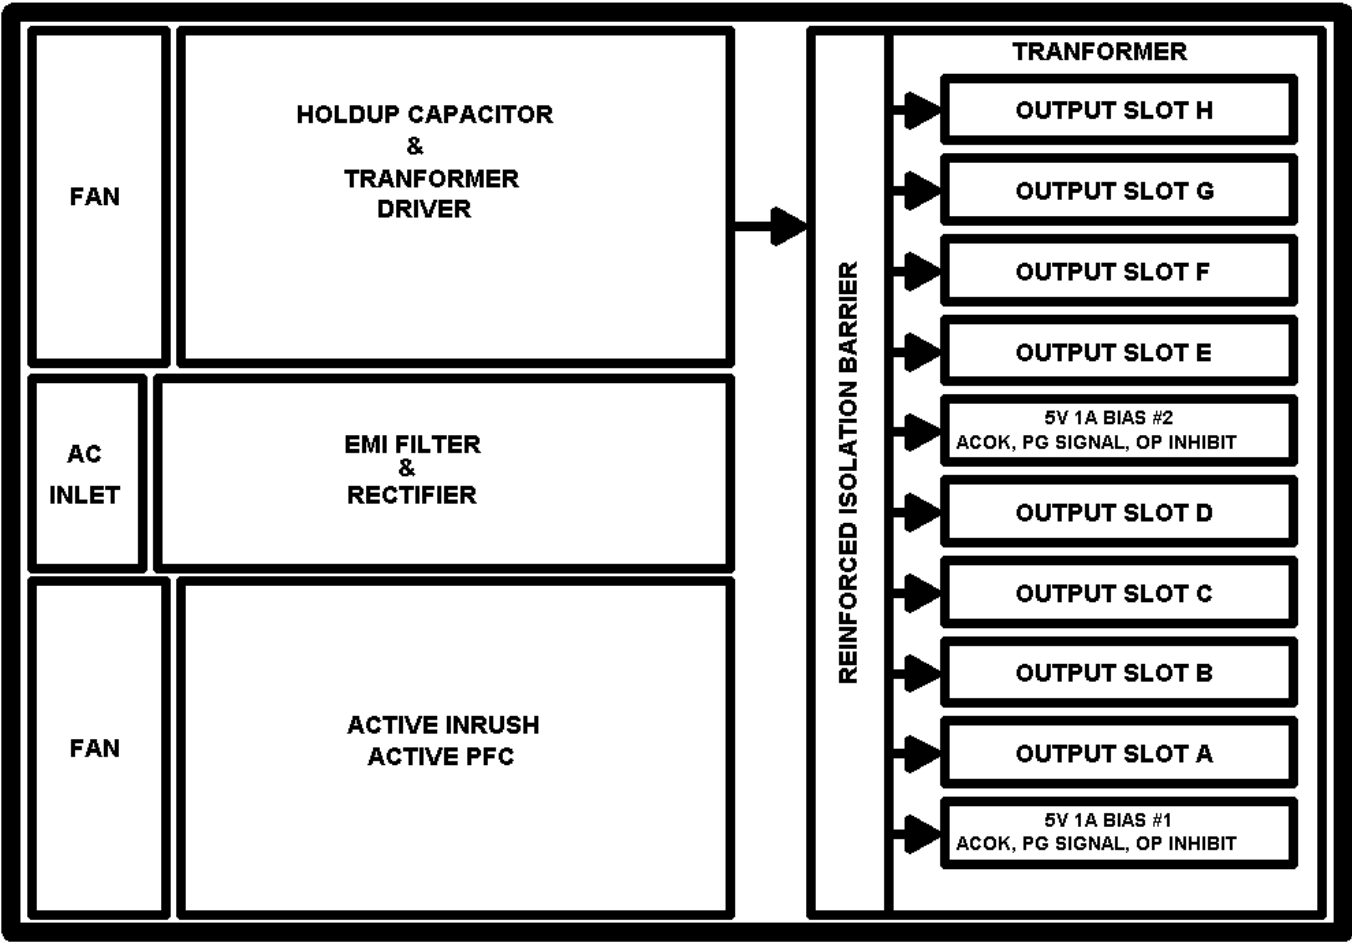 FAN
HOLDUP CAPACITOR
&
TRANFORMER
DRIVER
AC
INLET
EMI FILTER
&
RECTIFIER
FAN
ACTIVE INRUSH
ACTIVE PFC
REINFORCED ISOLATION BARRIER
TRANFORMER
OUTPUT SLOT H
OUTPUT SLOT G
OUTPUT SLOT F
OUTPUT SLOT E
5V 1A BIAS #2
ACOK, PG SIGNAL, OP INHIBIT
OUTPUT SLOT D
OUTPUT SLOT C
OUTPUT SLOT B
OUTPUT SLOT A
5V 1A BIAS #1
ACOK, PG SIGNAL, OP INHIBIT